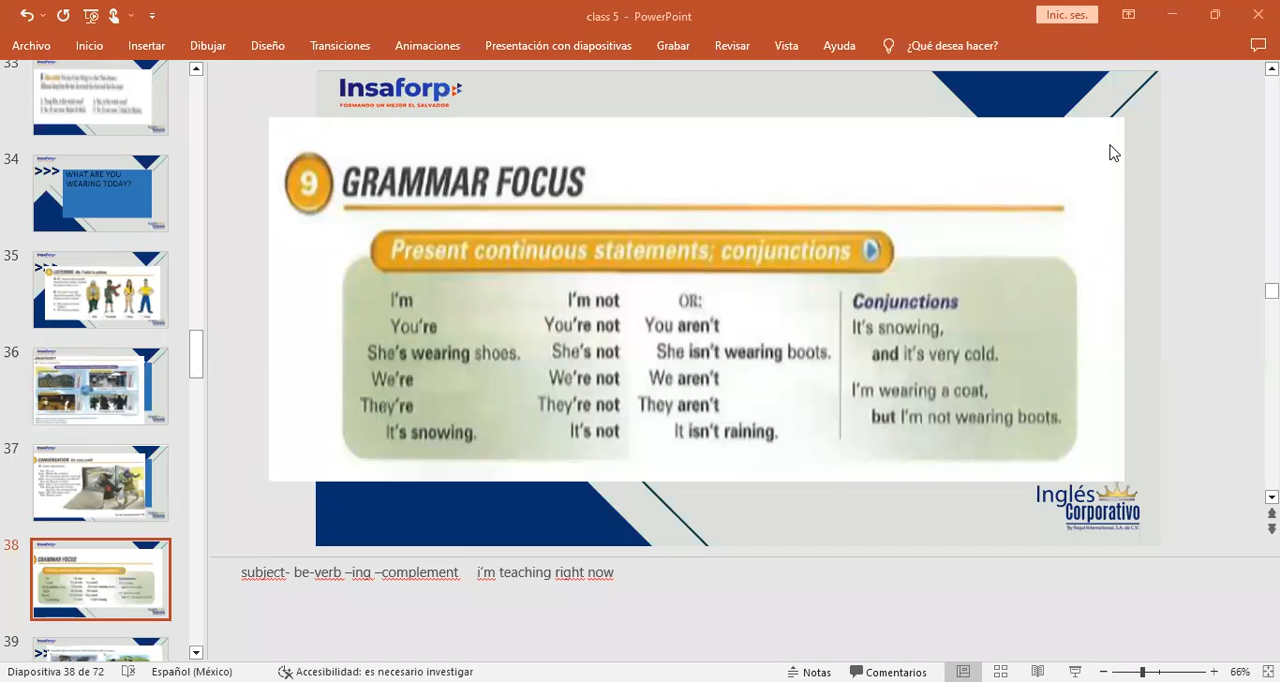 class 5 - PowerPoint
Inic. ses.
Archivo Inicio Insertar Dibujar Diseño Transiciones Animaciones Presentación con diapositivas Grabar Revisar Vista Ayuda ¿Qué desea hacer?
33
34
WHAT ARE YOU
WEARING TODAY?
35
36
37
38
GRAMMAR FOCUS
39
Insaforp
FORMANDO UN MEJOR EL SALVADOR
9 GRAMMAR FOCUS
Present continuous statements; conjunctions
I'm I'm not OR:
You're You're not You aren't
She's wearing shoes. She's not She isn't wearing boots.
We're We're not We aren't
They're They're not They aren't
It's snowing. It's not It isn't raining.
Conjunctions
It's snowing,
and it's very cold.
I'm wearing a coat,
but I'm not wearing boots.
Inglés
Corporativo
subject- be-verb –ing –complement i'm teaching right now
Diapositiva 38 de 72 Español (México) Accesibilidad: es necesario investigar Notas Comentarios 66%